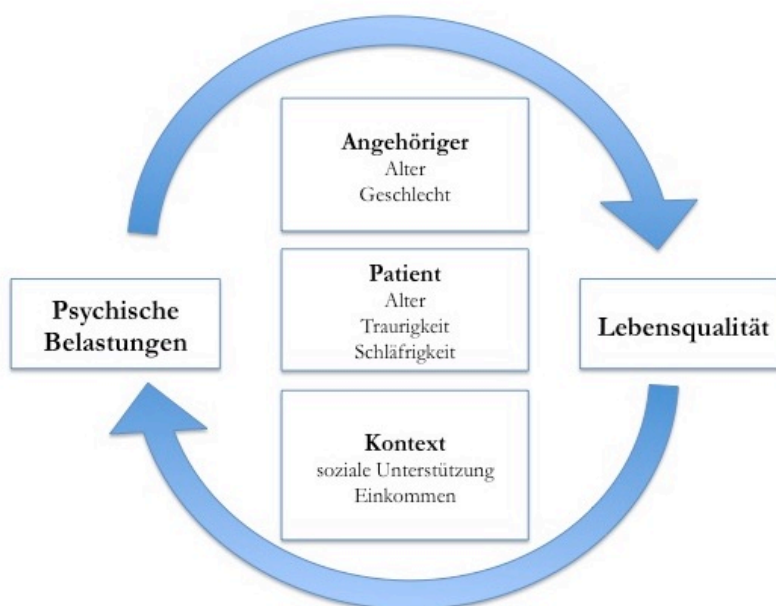 Angehöriger
Alter
Geschlecht
Psychische
Belastungen
Patient
Alter
Traurigkeit
Schläfrigkeit
Lebensqualität
Kontext
soziale Unterstützung
Einkommen